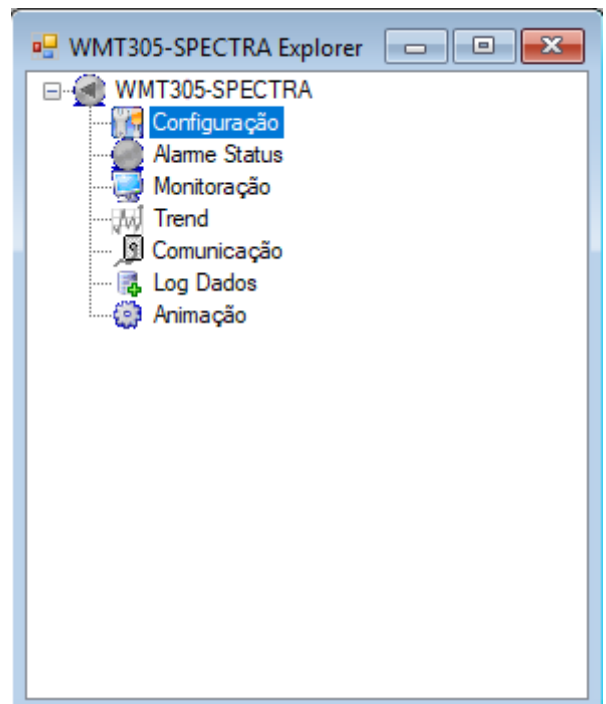 WMT305-SPECTRA Explorer
WMT305-SPECTRA
Configuração
Alarme Status
Monitoração
Trend
Comunicação
Log Dados
Animação